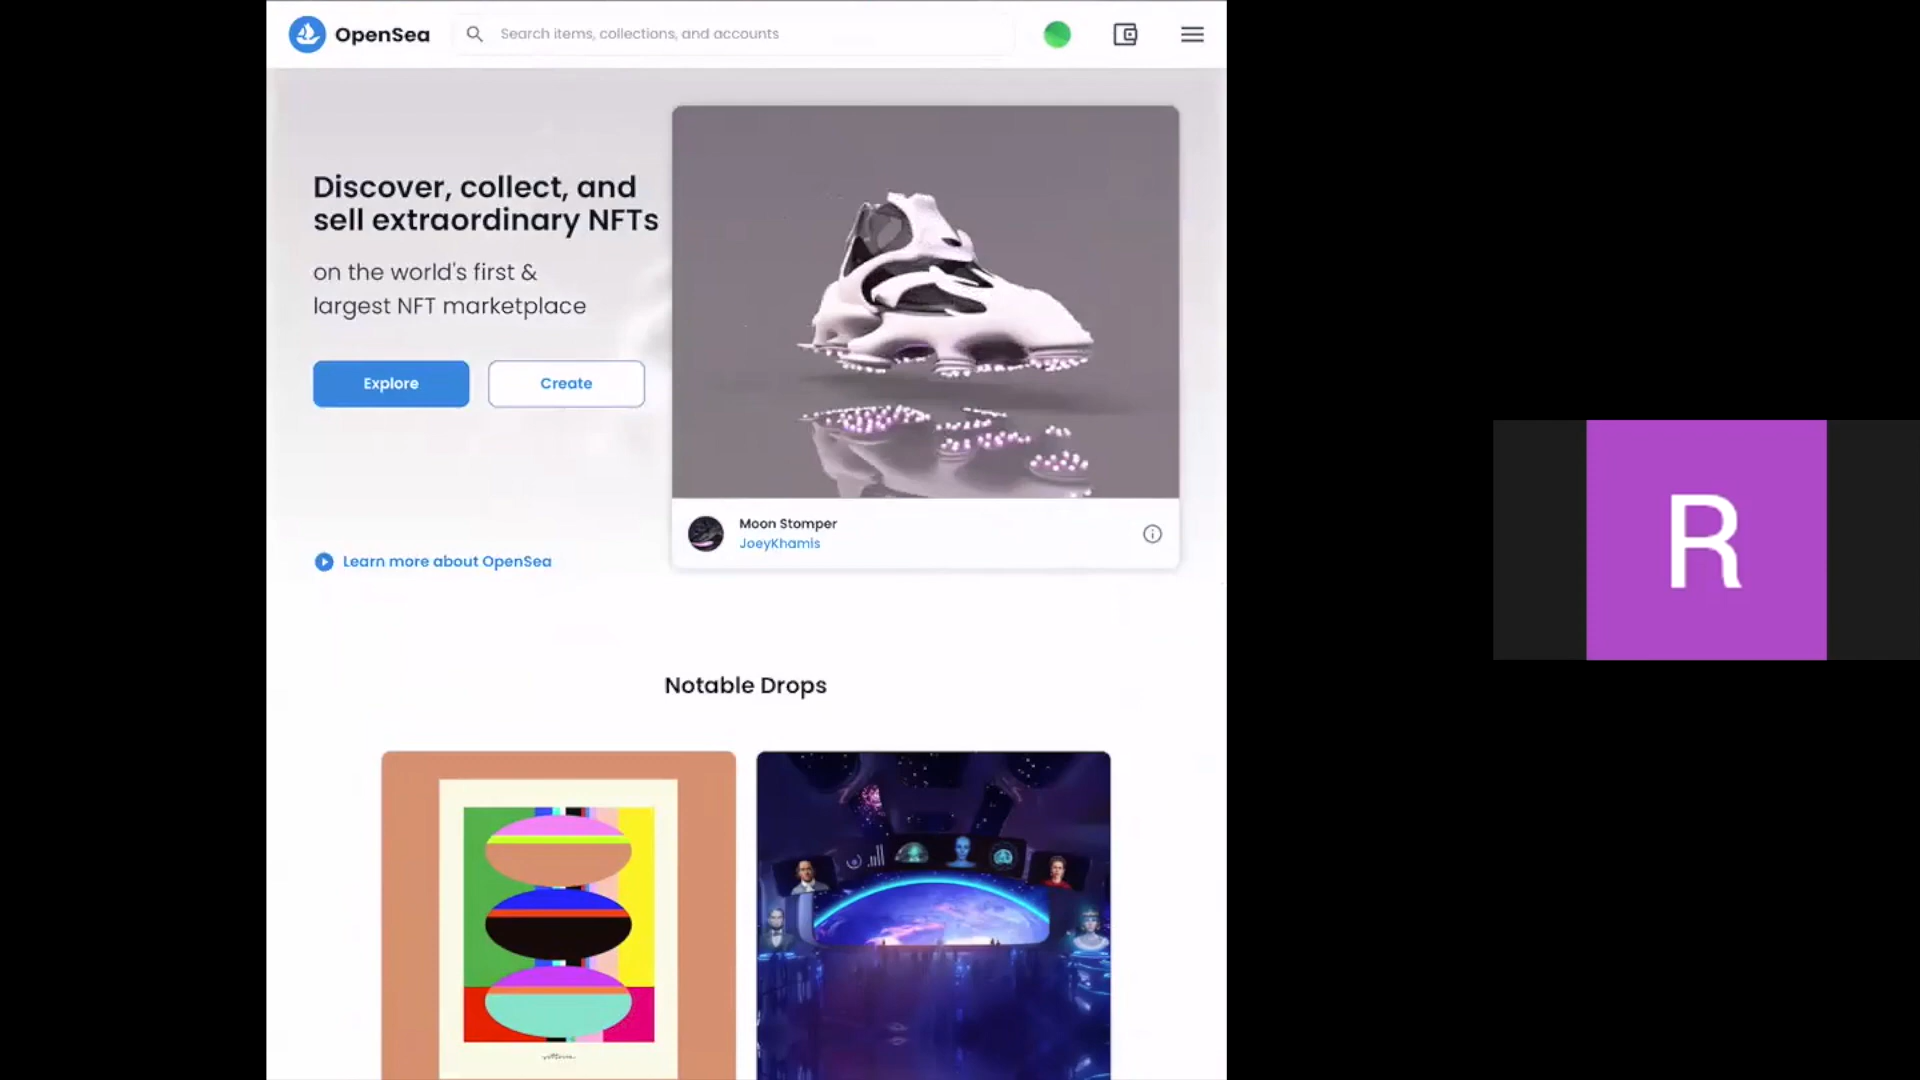 OpenSea
Search items, collections, and accounts
Discover, collect, and
sell extraordinary NFTs
on the world's first &
largest NFT marketplace
Explore
Create
Learn more about OpenSea
Moon Stomper
JoeyKhamis
Notable Drops
R